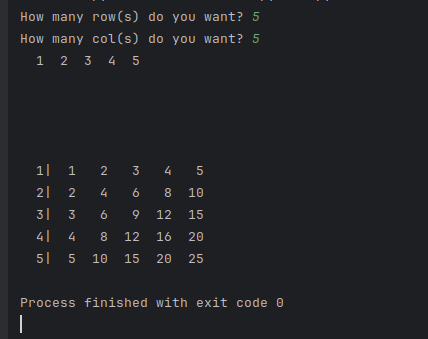 How many row(s) do you want? 5
How many col(s) do you want? 5
  1  2  3  4  5
  1|  1   2   3   4   5
  2|  2   4   6   8  10
  3|  3   6   9  12  15
  4|  4   8  12  16  20
  5|  5  10  15  20  25
Process finished with exit code 0